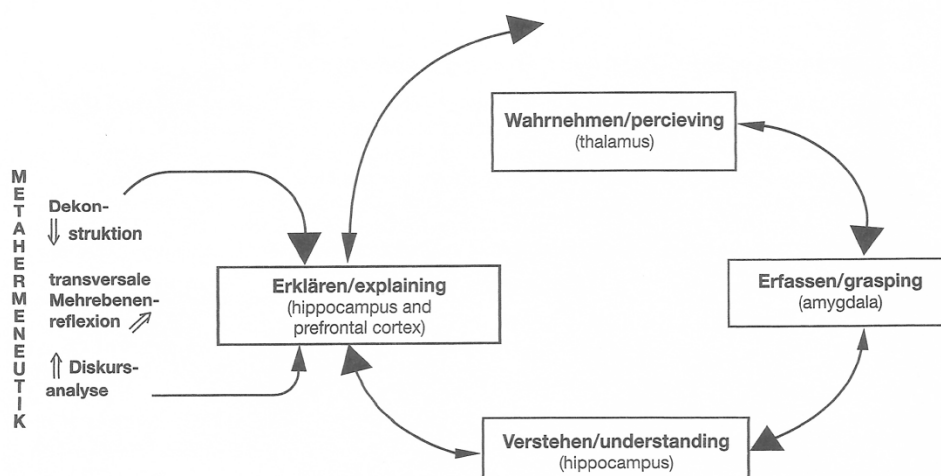 METAHERMENEUTIK
Dekon-
⇓ struktion
transversale
Mehrebenen-
reflexion ⇗
⇑ Diskurs-
analyse
Wahrnehmen/percieving
(thalamus)
Erklären/explaining
(hippocampus and
prefrontal cortex)
Erfassen/grasping
(amygdala)
Verstehen/understanding
(hippocampus)